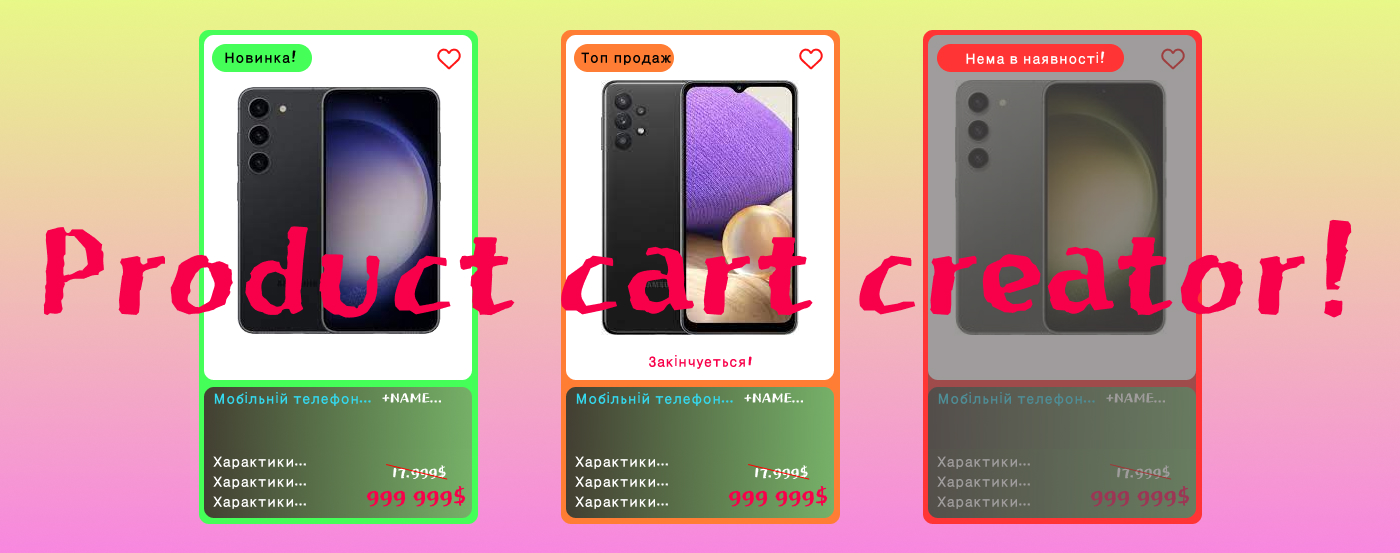 Новинка!
Топ продаж
Нема в наявності!
Product cart creator!
SAMSUNG
Закінчується!
Мобільній телефон... +NAME...
Мобільній телефон... +NAME...
Мобільній телефон... +NAME...
Характики...
Характики...
Характики...
17.999$
999 999$
Характики...
Характики...
Характики...
17.999$
999 999$
Характики...
Характики...
Характики...
17.999$
999 999$